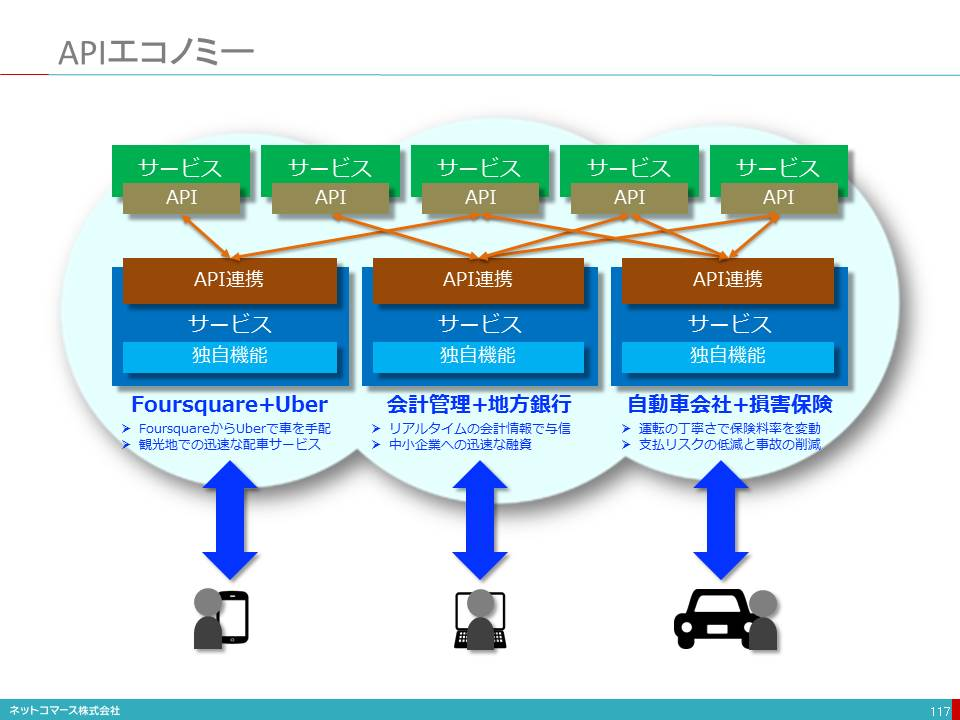 APIエコノミー
サービス サービス サービス サービス サービス
API API API API API
API連携 API連携 API連携
サービス サービス サービス
独自機能 独自機能 独自機能
Foursquare+Uber
➢ FoursquareからUberで車を手配
➢ 観光地での迅速な配車サービス
会計管理+地方銀行
➢ リアルタイムの会計情報で与信
➢ 中小企業への迅速な融資
自動車会社+損害保険
➢ 運転の丁寧さで保険料率を変動
➢ 支払リスクの低減と事故の削減
ネットコマース株式会社
117